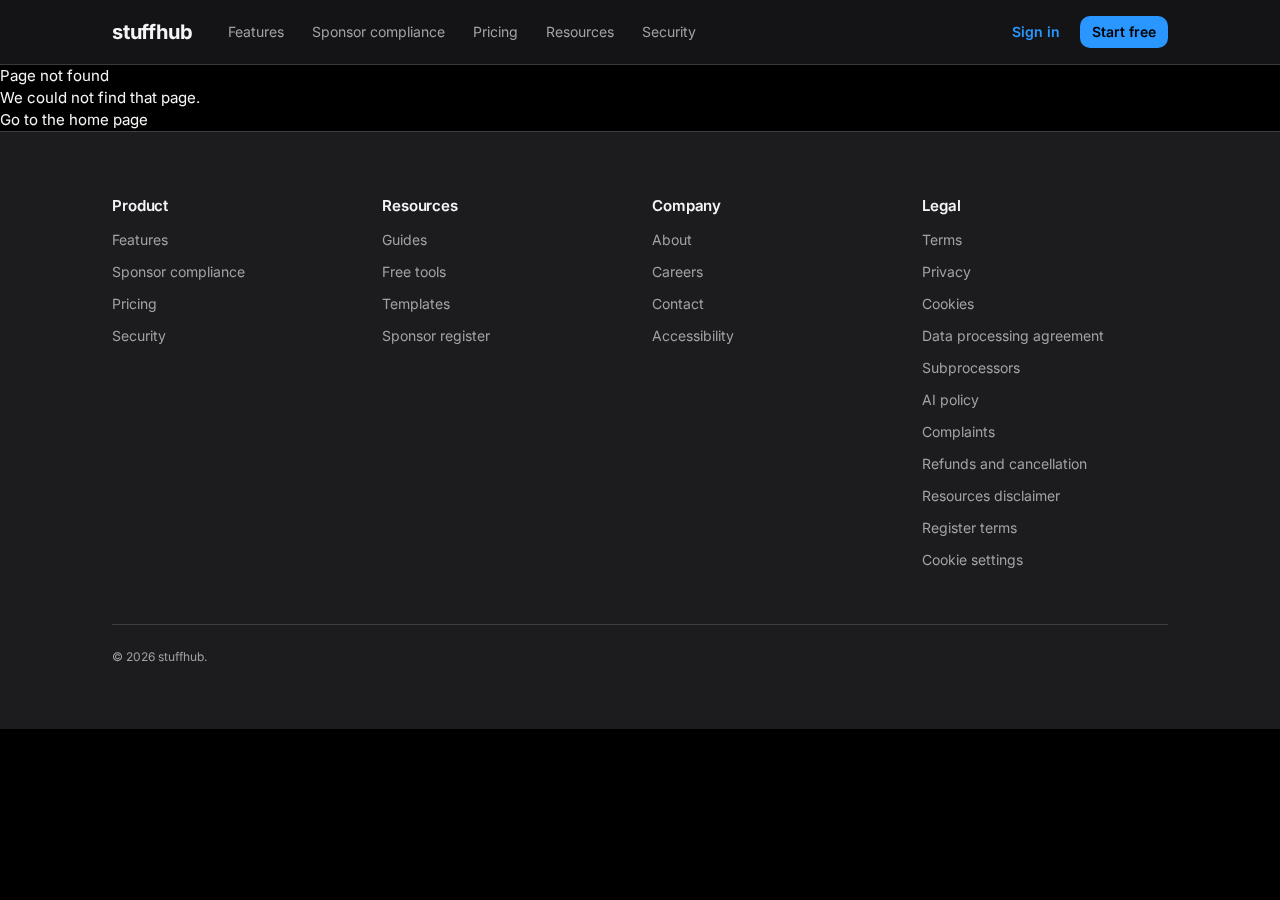 stuffhub
Features
Sponsor compliance
Pricing
Resources
Security
Sign in
Start free
Page not found
We could not find that page.
Go to the home page
Product
Features
Sponsor compliance
Pricing
Security
Resources
Guides
Free tools
Templates
Sponsor register
Company
About
Careers
Contact
Accessibility
Legal
Terms
Privacy
Cookies
Data processing agreement
Subprocessors
AI policy
Complaints
Refunds and cancellation
Resources disclaimer
Register terms
Cookie settings
© 2026 stuffhub.